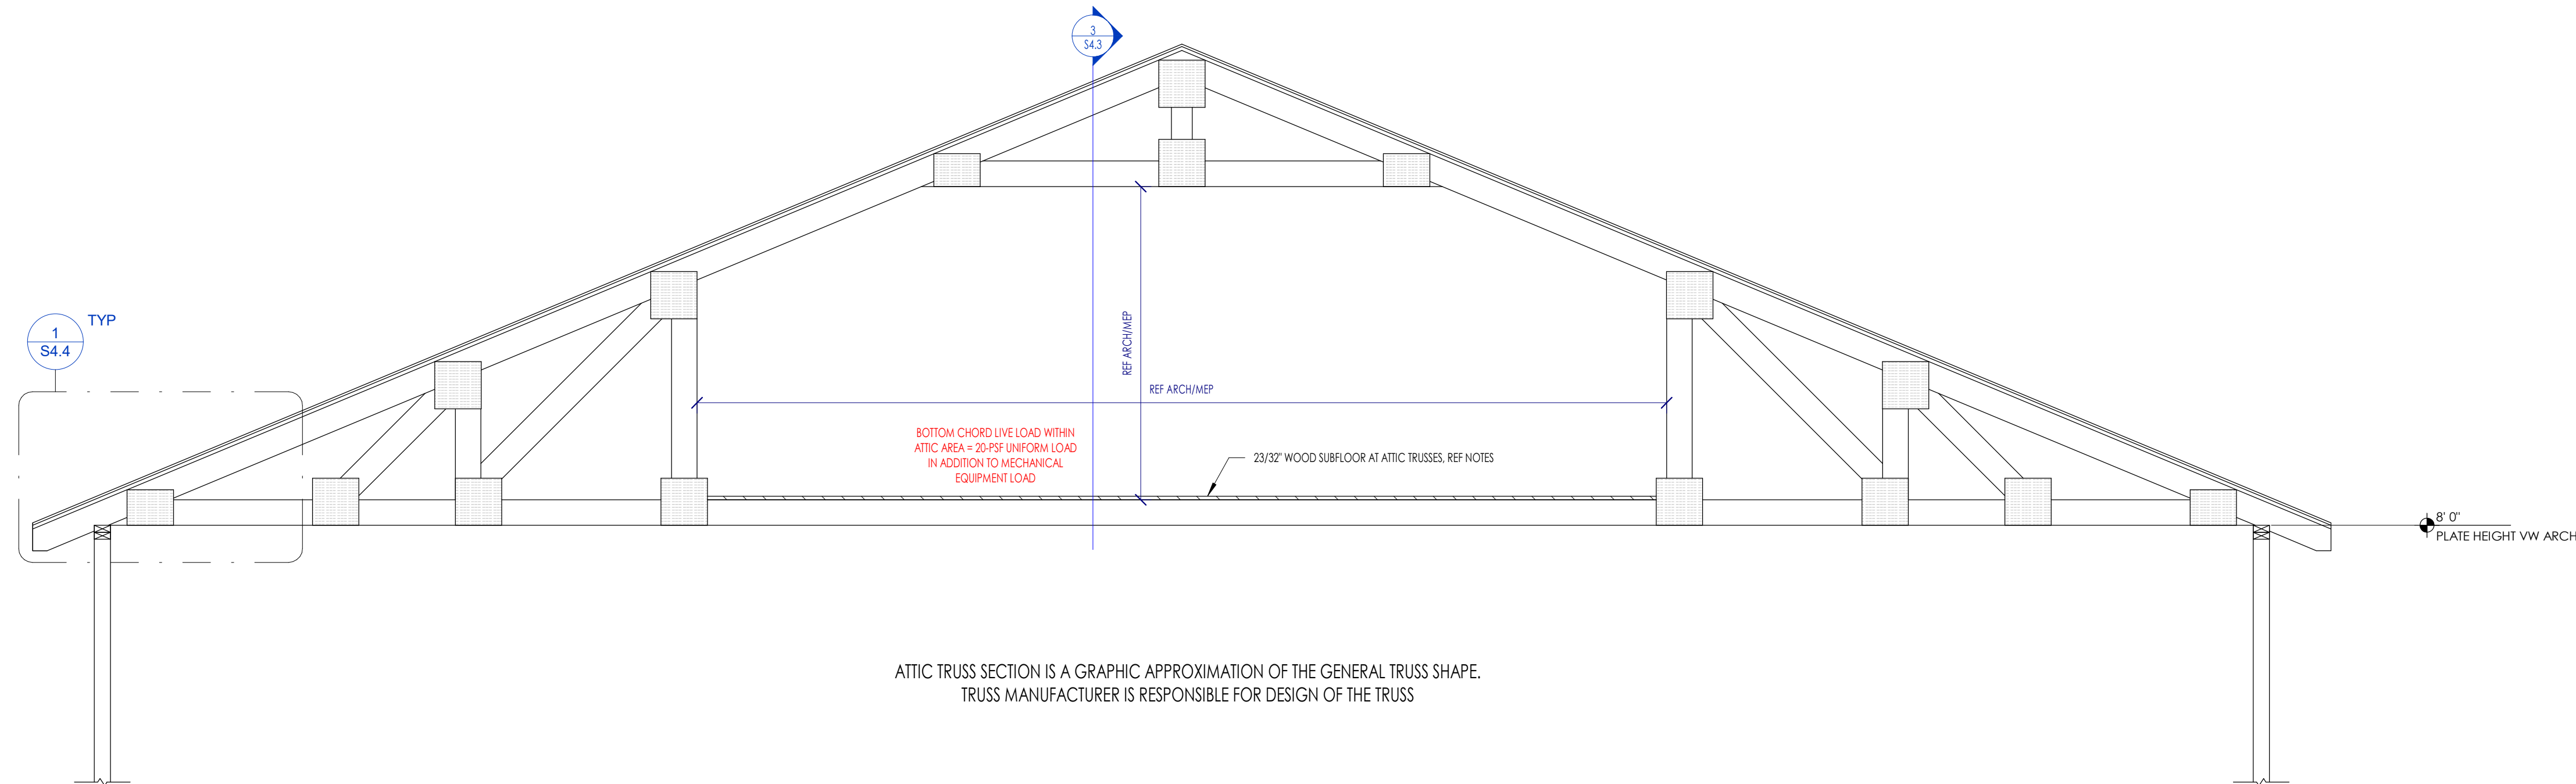 3
S4.3
1
S4.4
TYP
REF ARCH/MEP
REF ARCH/MEP
BOTTOM CHORD LIVE LOAD WITHIN
ATTIC AREA = 20-PSF UNIFORM LOAD
IN ADDITION TO MECHANICAL
EQUIPMENT LOAD
23/32" WOOD SUBFLOOR AT ATTIC TRUSSES, REF NOTES
8' 0"
PLATE HEIGHT VW ARCH
ATTIC TRUSS SECTION IS A GRAPHIC APPROXIMATION OF THE GENERAL TRUSS SHAPE.
TRUSS MANUFACTURER IS RESPONSIBLE FOR DESIGN OF THE TRUSS